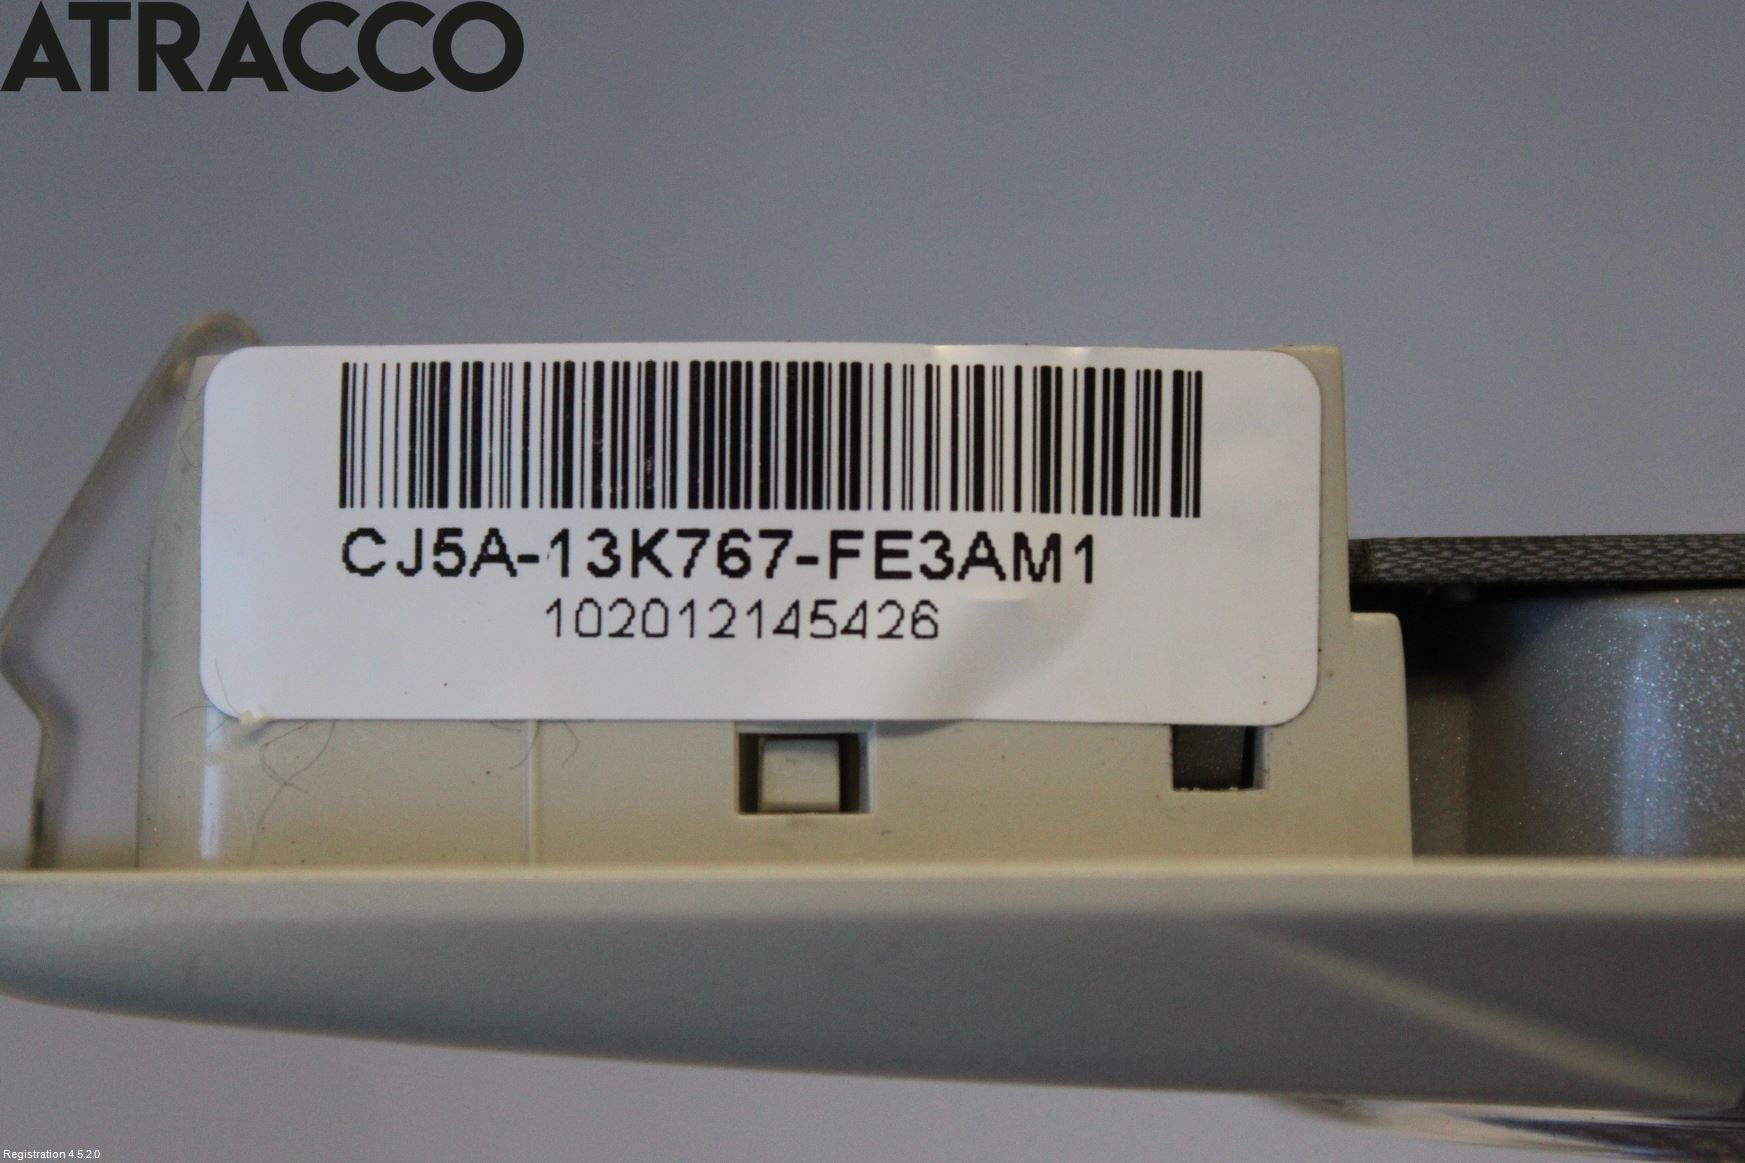 ATRACCO
CJ5A-13K767-FE3AM1
102012145426
Registration 4.5.2.0